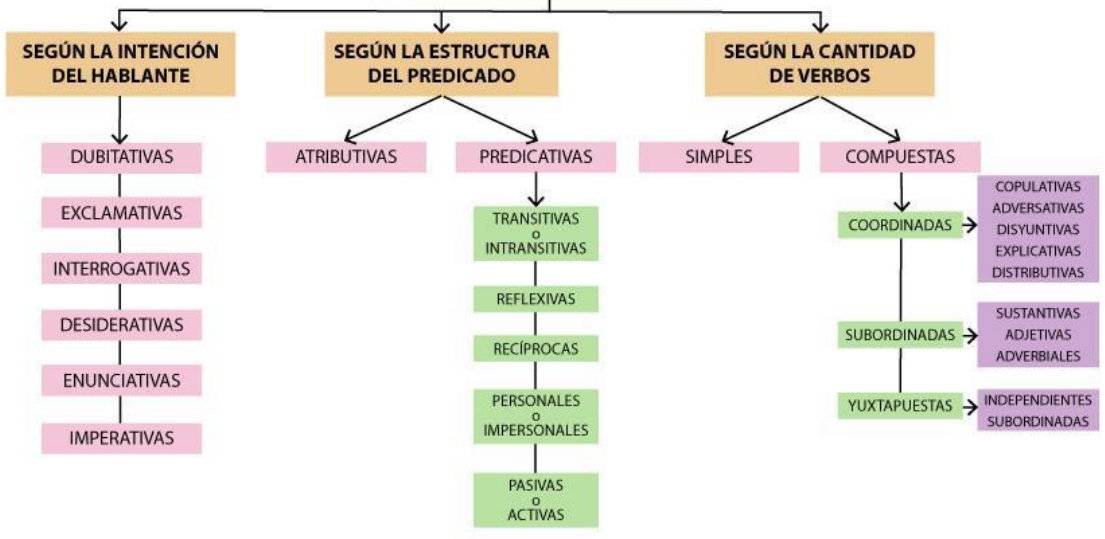 SEGÚN LA INTENCIÓN
DEL HABLANTE
DUBITATIVAS
EXCLAMATIVAS
INTERROGATIVAS
DESIDERATIVAS
ENUNCIATIVAS
IMPERATIVAS
SEGÚN LA ESTRUCTURA
DEL PREDICADO
ATRIBUTIVAS
PREDICATIVAS
TRANSITIVAS
o
INTRANSITIVAS
REFLEXIVAS
RECÍPROCAS
PERSONALES
o
IMPERSONALES
PASIVAS
o
ACTIVAS
SEGÚN LA CANTIDAD
DE VERBOS
SIMPLES
COMPUESTAS
COORDINADAS
COPULATIVAS
ADVERSATIVAS
DISYUNTIVAS
EXPLICATIVAS
DISTRIBUTIVAS
SUBORDINADAS
SUSTANTIVAS
ADJETIVAS
ADVERBIALES
YUXTAPUESTAS
INDEPENDIENTES
SUBORDINADAS